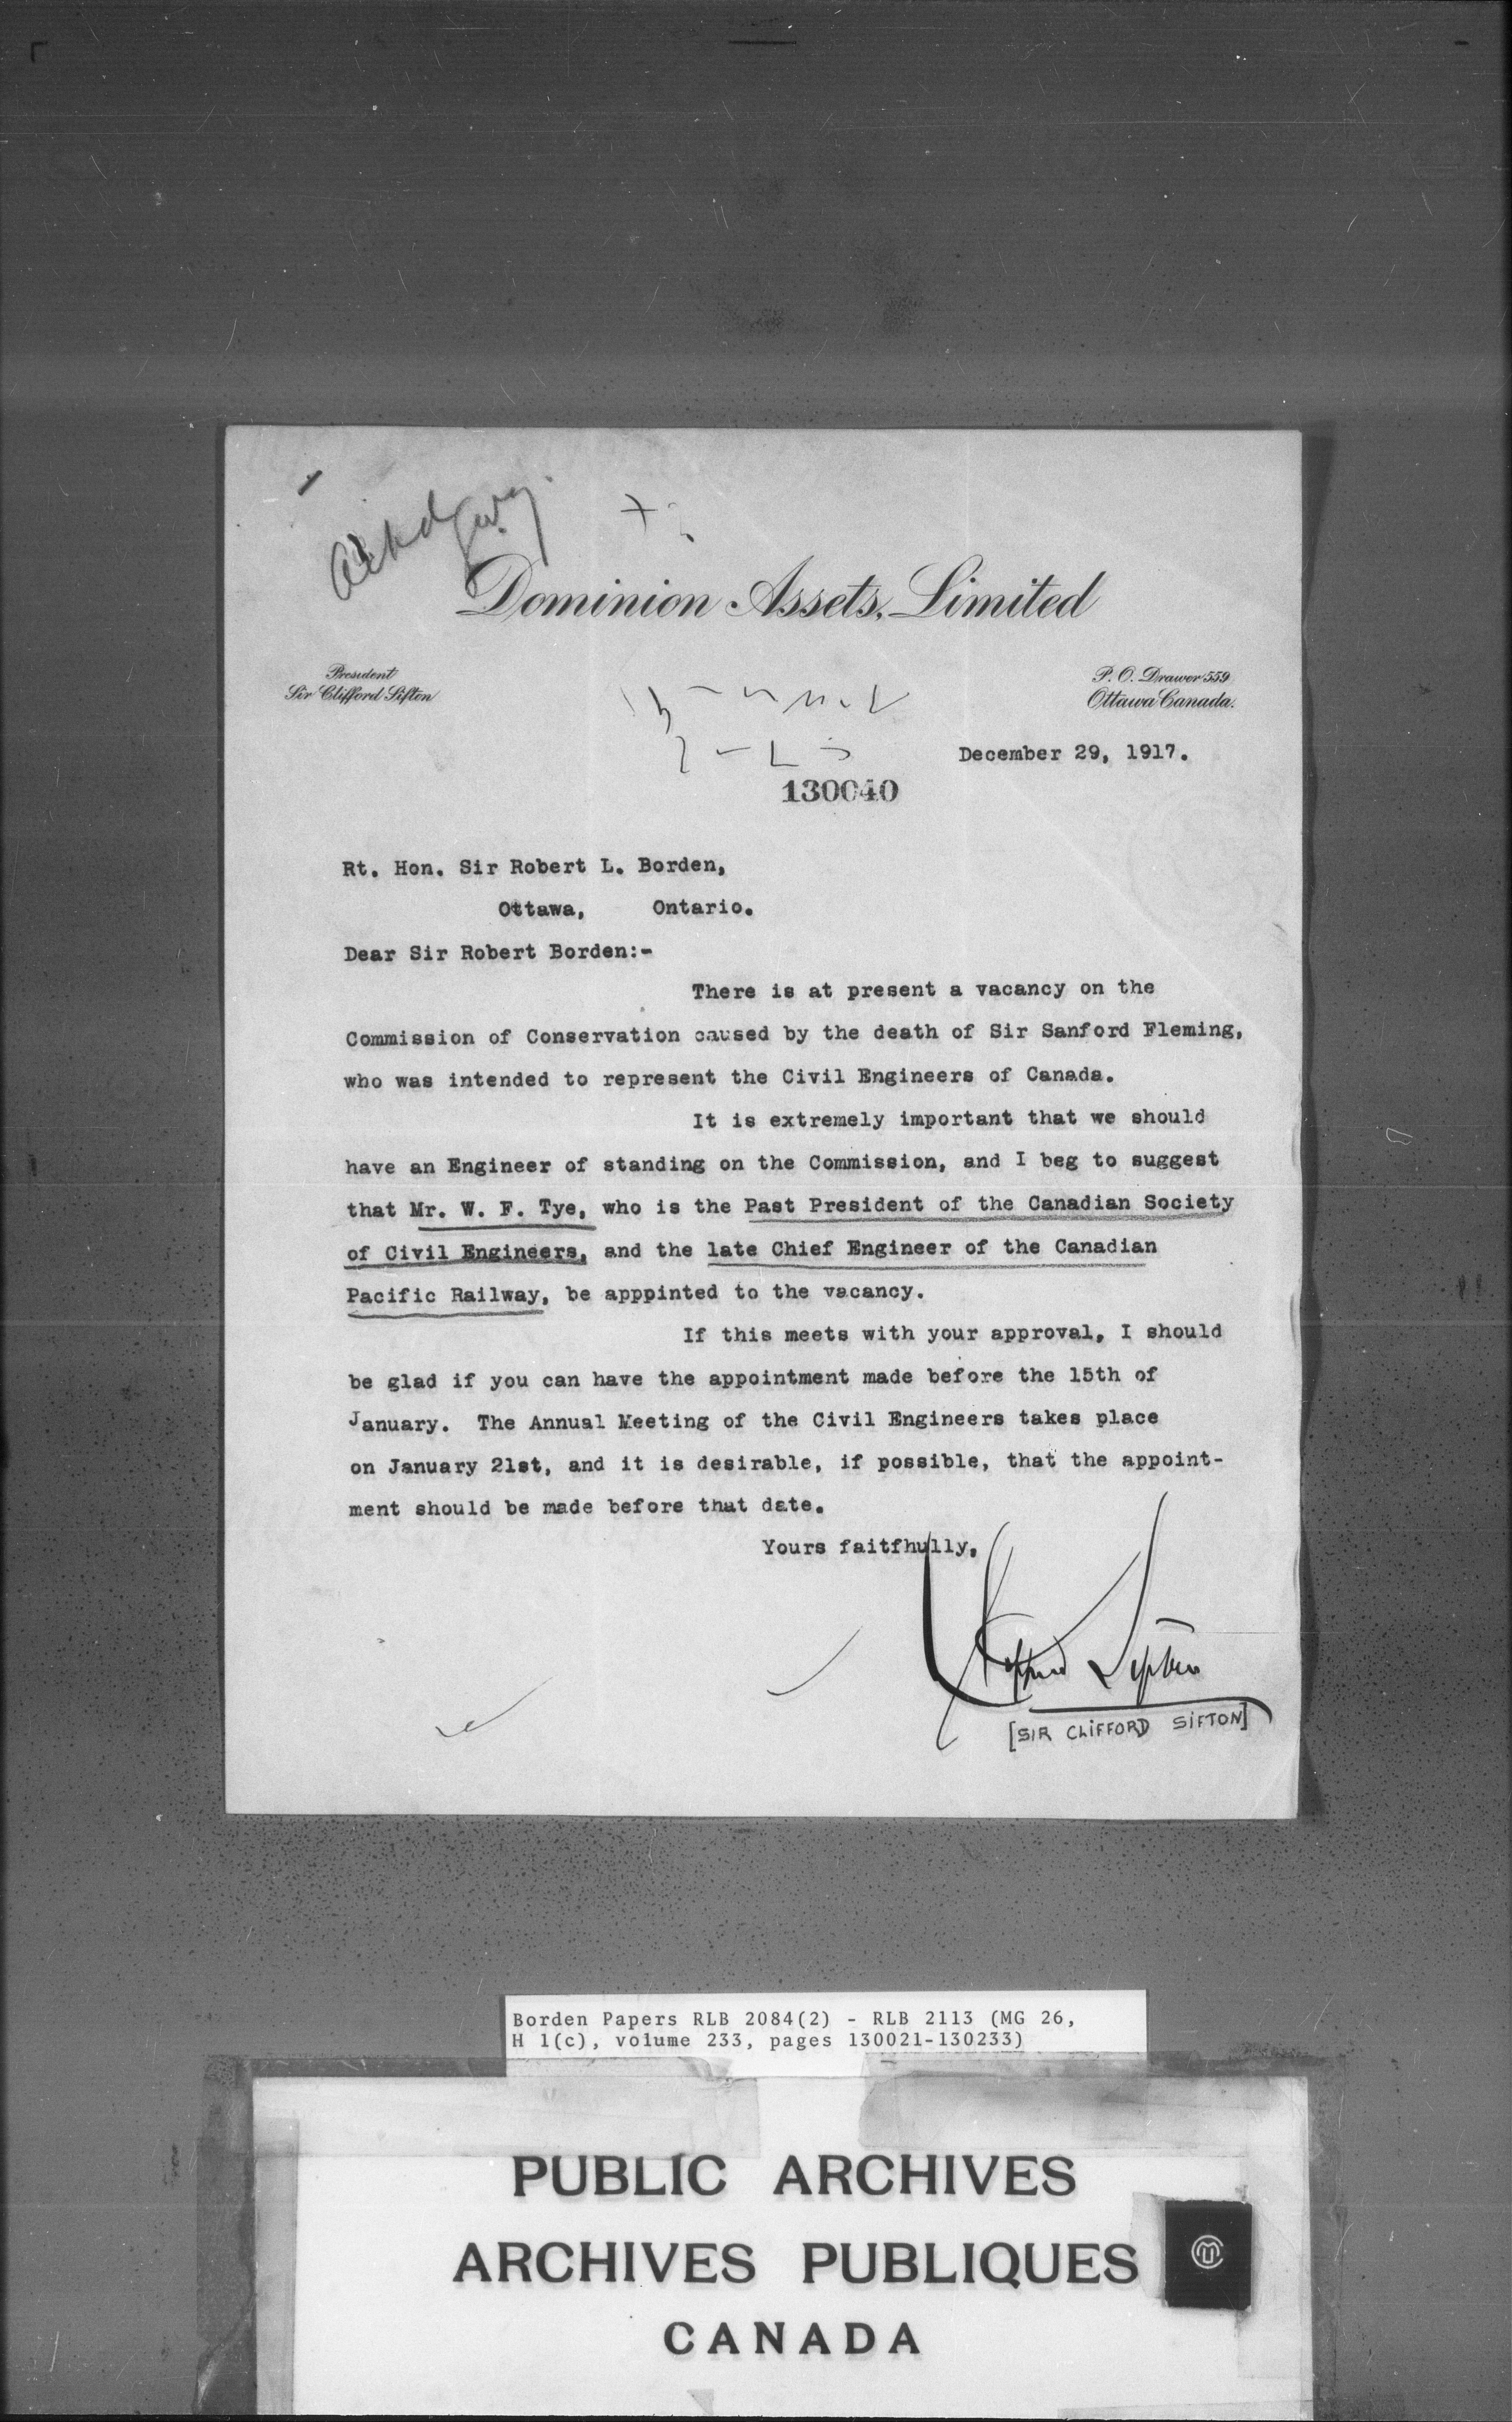 Dominion Assets, Limited
President
Sir Clifford Sifton
P. O. Drawer 559
Ottawa Canada.
December 29, 1917.
130040
Rt. Hon. Sir Robert L. Borden,
Ottawa, Ontario.
Dear Sir Robert Borden:-
There is at present a vacancy on the
Commission of Conservation caused by the death of Sir Sanford Fleming,
who was intended to represent the Civil Engineers of Canada.
It is extremely important that we should
have an Engineer of standing on the Commission, and I beg to suggest
that Mr. W. F. Tye, who is the Past President of the Canadian Society
of Civil Engineers, and the late Chief Engineer of the Canadian
Pacific Railway, be apppinted to the vacancy.
If this meets with your approval, I should
be glad if you can have the appointment made before the 15th of
January. The Annual Meeting of the Civil Engineers takes place
on January 21st, and it is desirable, if possible, that the appoint-
ment should be made before that date.
Yours faitfhully,
Clifford Sifton
[SIR CLIFFORD SIFTON]
Borden Papers RLB 2084(2) - RLB 2113 (MG 26,
H 1(c), volume 233, pages 130021-130233)
PUBLIC ARCHIVES
ARCHIVES PUBLIQUES
CANADA